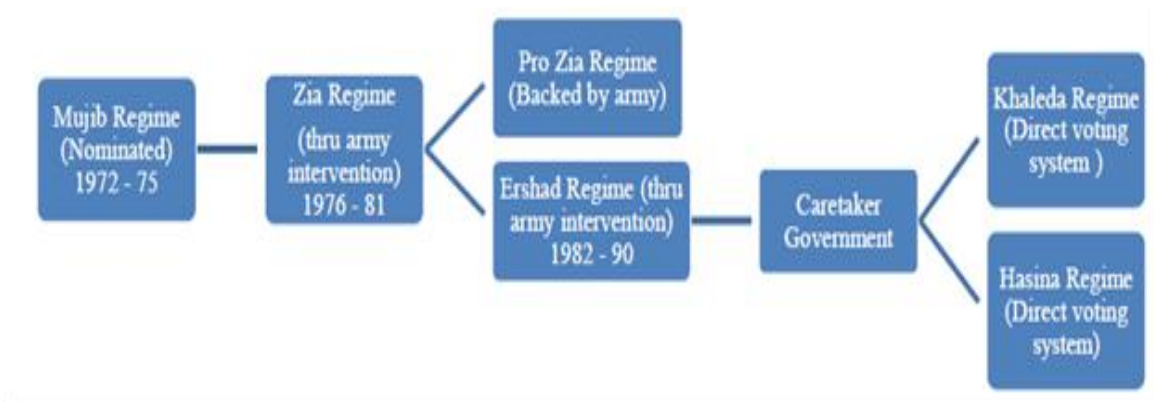 Mujib Regime
(Nominated)
1972 - 75
Zia Regime
(thru army
intervention)
1976 - 81
Pro Zia Regime
(Backed by army)
Ershad Regime (thru
army intervention)
1982 - 90
Caretaker
Government
Khaleda Regime
(Direct voting
system )
Hasina Regime
(Direct voting
system)